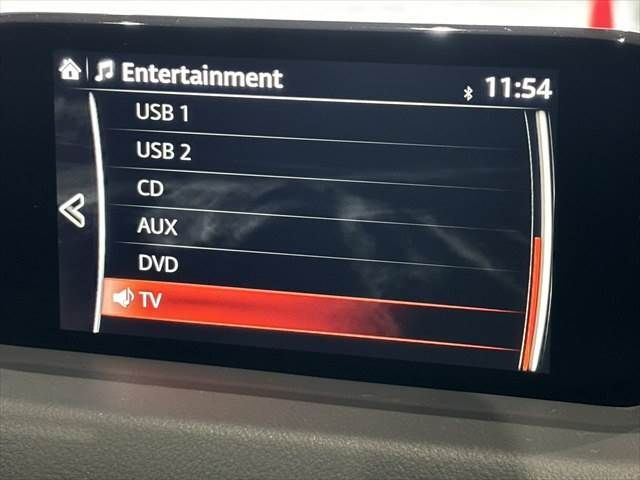 Entertainment
11:54
USB 1
USB 2
CD
AUX
DVD
TV